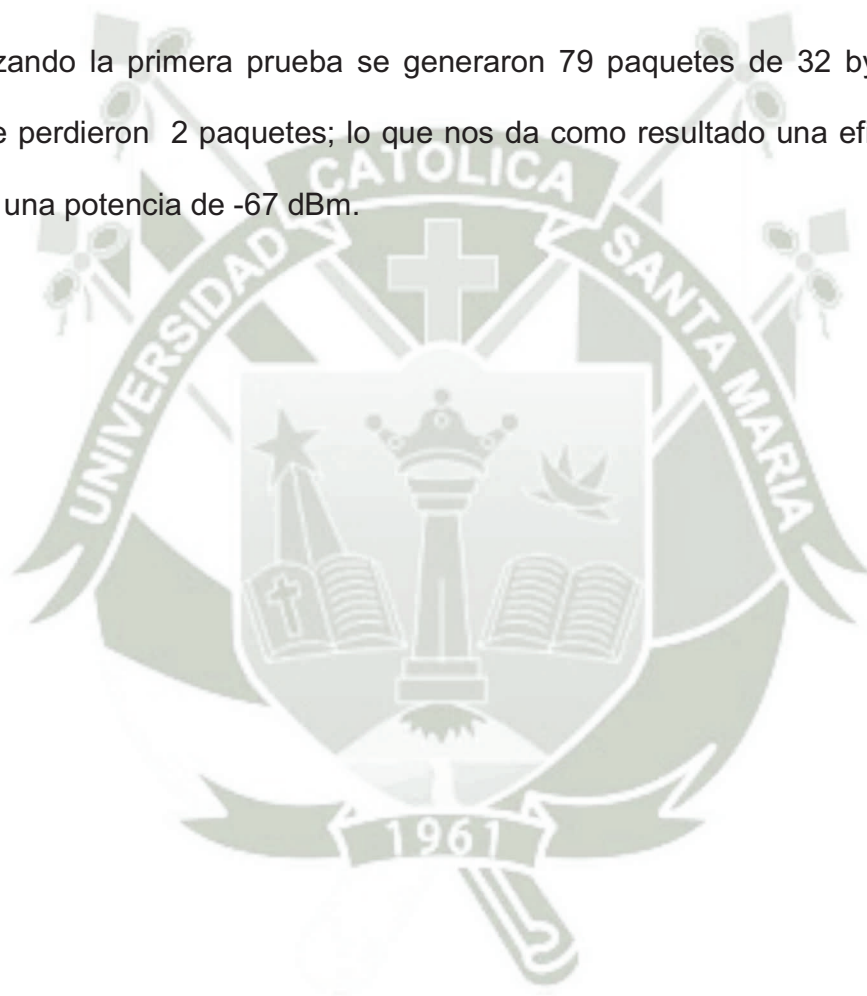 zando la primera prueba se generaron 79 paquetes de 32 by
e perdieron 2 paquetes; lo que nos da como resultado una ef
una potencia de -67 dBm.
UNIVERSIDAD CATOLICA SANTA MARIA
1961